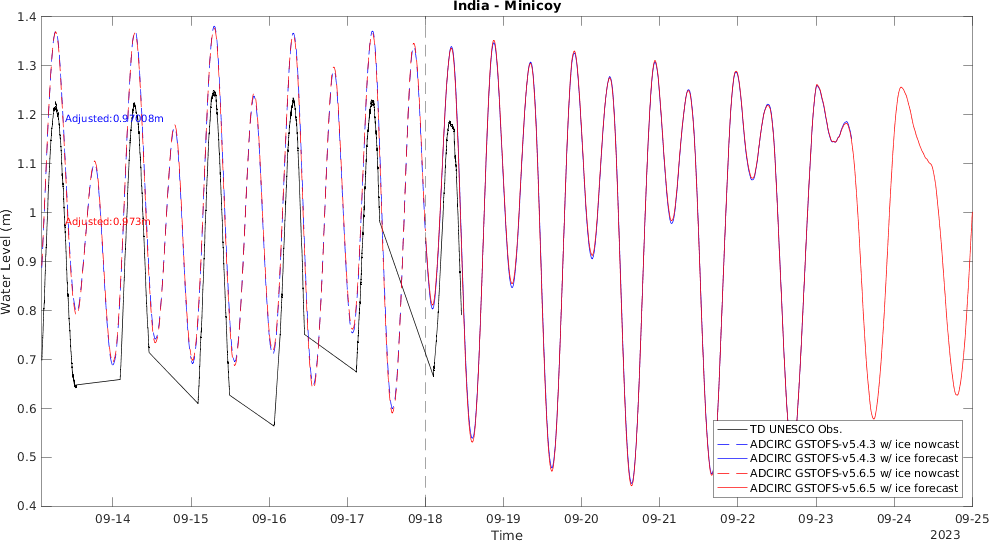 India - Minicoy
1.4
1.3
1.2
1.1
1
0.9
0.8
0.7
0.6
0.5
0.4
Water Level (m)
Adjusted:0.97008m
Adjusted:0.973m
TD UNESCO Obs.
ADCIRC GSTOFS-v5.4.3 w/ ice nowcast
ADCIRC GSTOFS-v5.4.3 w/ ice forecast
ADCIRC GSTOFS-v5.6.5 w/ ice nowcast
ADCIRC GSTOFS-v5.6.5 w/ ice forecast
09-14 09-15 09-16 09-17 09-18 09-19 09-20 09-21 09-22 09-23 09-24 09-25
Time
2023